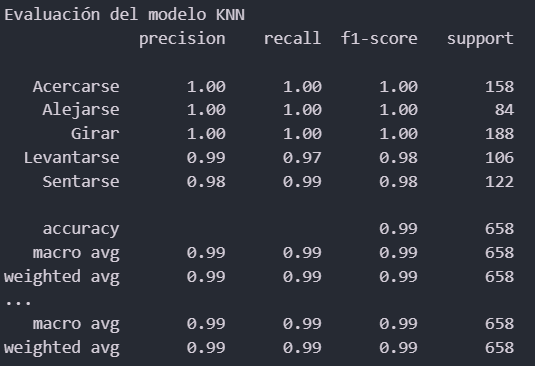 Evaluación del modelo KNN
precision recall f1-score support
Acercarse 1.00 1.00 1.00 158
Alejarse 1.00 1.00 1.00 84
Girar 1.00 1.00 1.00 188
Levantarse 0.99 0.97 0.98 106
Sentarse 0.98 0.99 0.98 122
accuracy 0.99 658
macro avg 0.99 0.99 0.99 658
weighted avg 0.99 0.99 0.99 658
...
macro avg 0.99 0.99 0.99 658
weighted avg 0.99 0.99 0.99 658